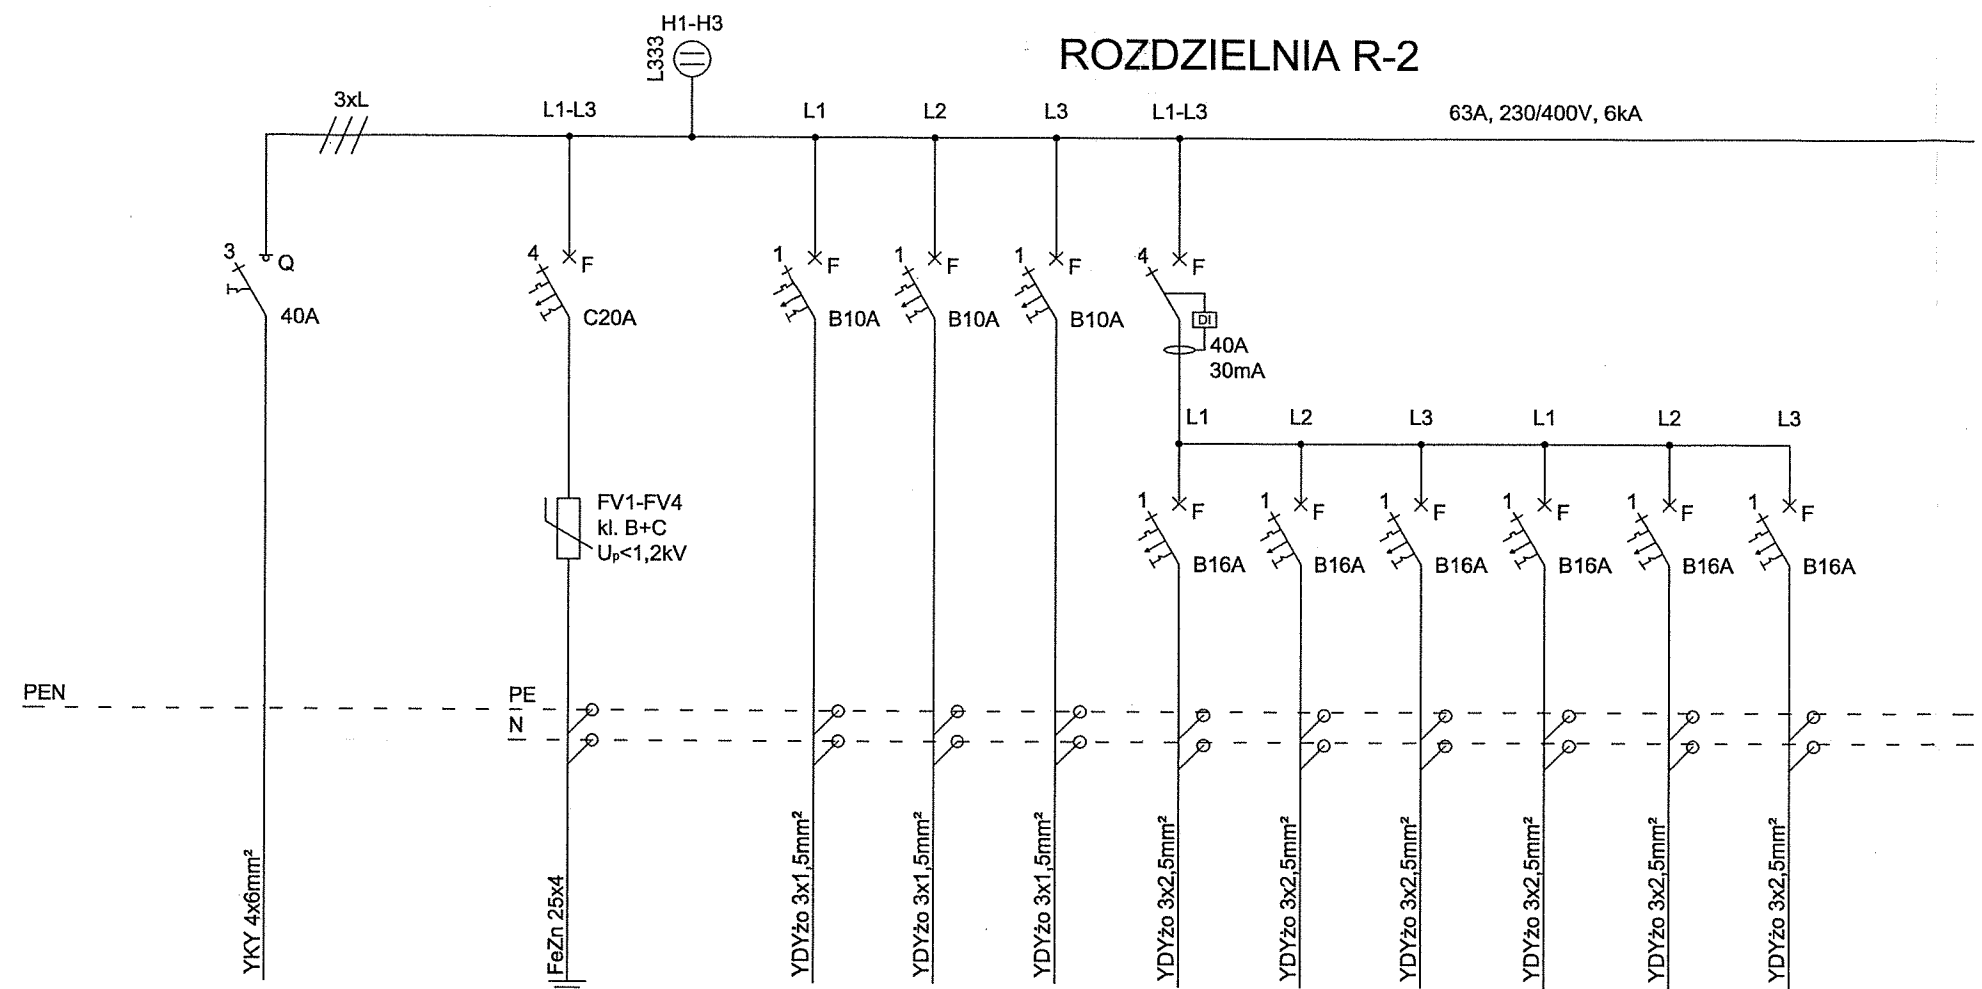 H1-H3
L333
ROZDZIELNIA R-2
3xL
L1-L3
L1
L2
L3
L1-L3
63A, 230/400V, 6kA
3
Q
40A
4
F
C20A
1
F
B10A
1
F
B10A
1
F
B10A
4
F
DI
40A
30mA
L1
L2
L3
L1
L2
L3
FV1-FV4
kl. B+C
Up<1,2kV
1
F
B16A
1
F
B16A
1
F
B16A
1
F
B16A
1
F
B16A
1
F
B16A
PEN
PE
N
YKY 4x6mm²
FeZn 25x4
YDYżo 3x1,5mm²
YDYżo 3x1,5mm²
YDYżo 3x1,5mm²
YDYżo 3x2,5mm²
YDYżo 3x2,5mm²
YDYżo 3x2,5mm²
YDYżo 3x2,5mm²
YDYżo 3x2,5mm²
YDYżo 3x2,5mm²